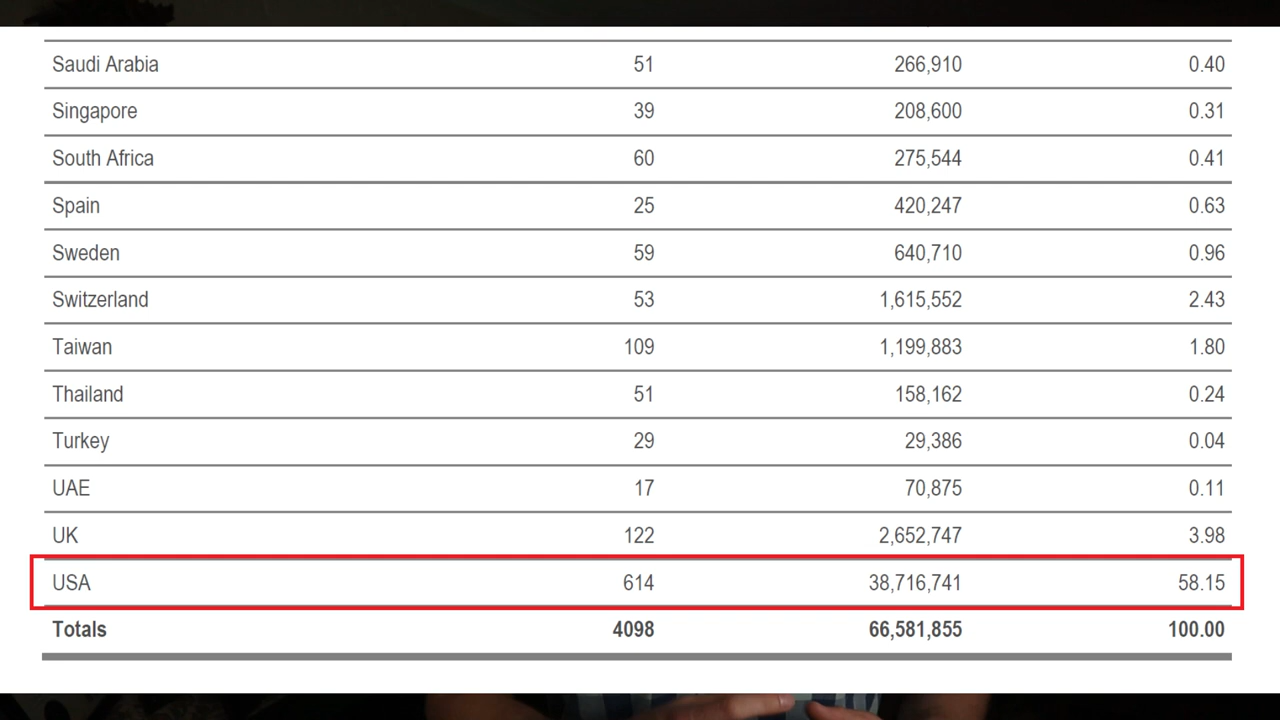 Saudi Arabia 51 266,910 0.40
Singapore 39 208,600 0.31
South Africa 60 275,544 0.41
Spain 25 420,247 0.63
Sweden 59 640,710 0.96
Switzerland 53 1,615,552 2.43
Taiwan 109 1,199,883 1.80
Thailand 51 158,162 0.24
Turkey 29 29,386 0.04
UAE 17 70,875 0.11
UK 122 2,652,747 3.98
USA 614 38,716,741 58.15
Totals 4098 66,581,855 100.00